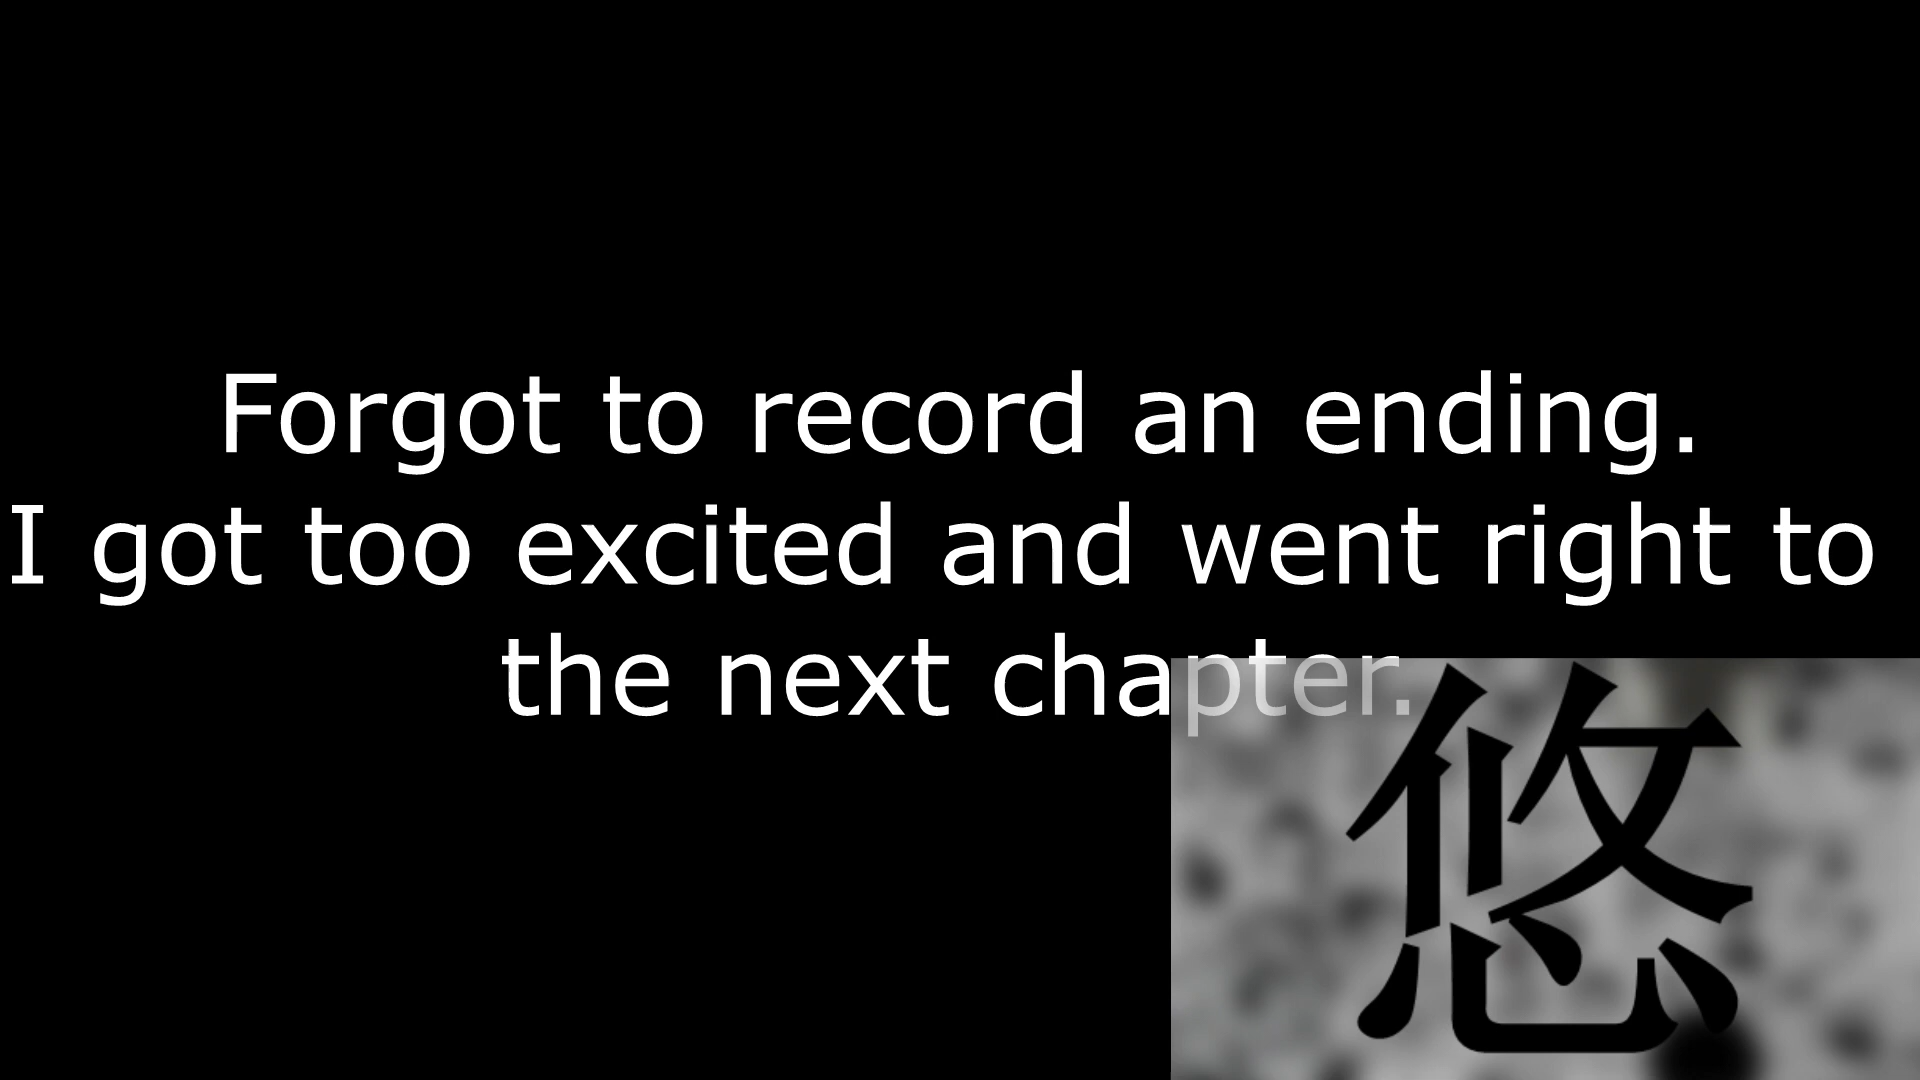 Forgot to record an ending.
I got too excited and went right to
the next chapter.
悠